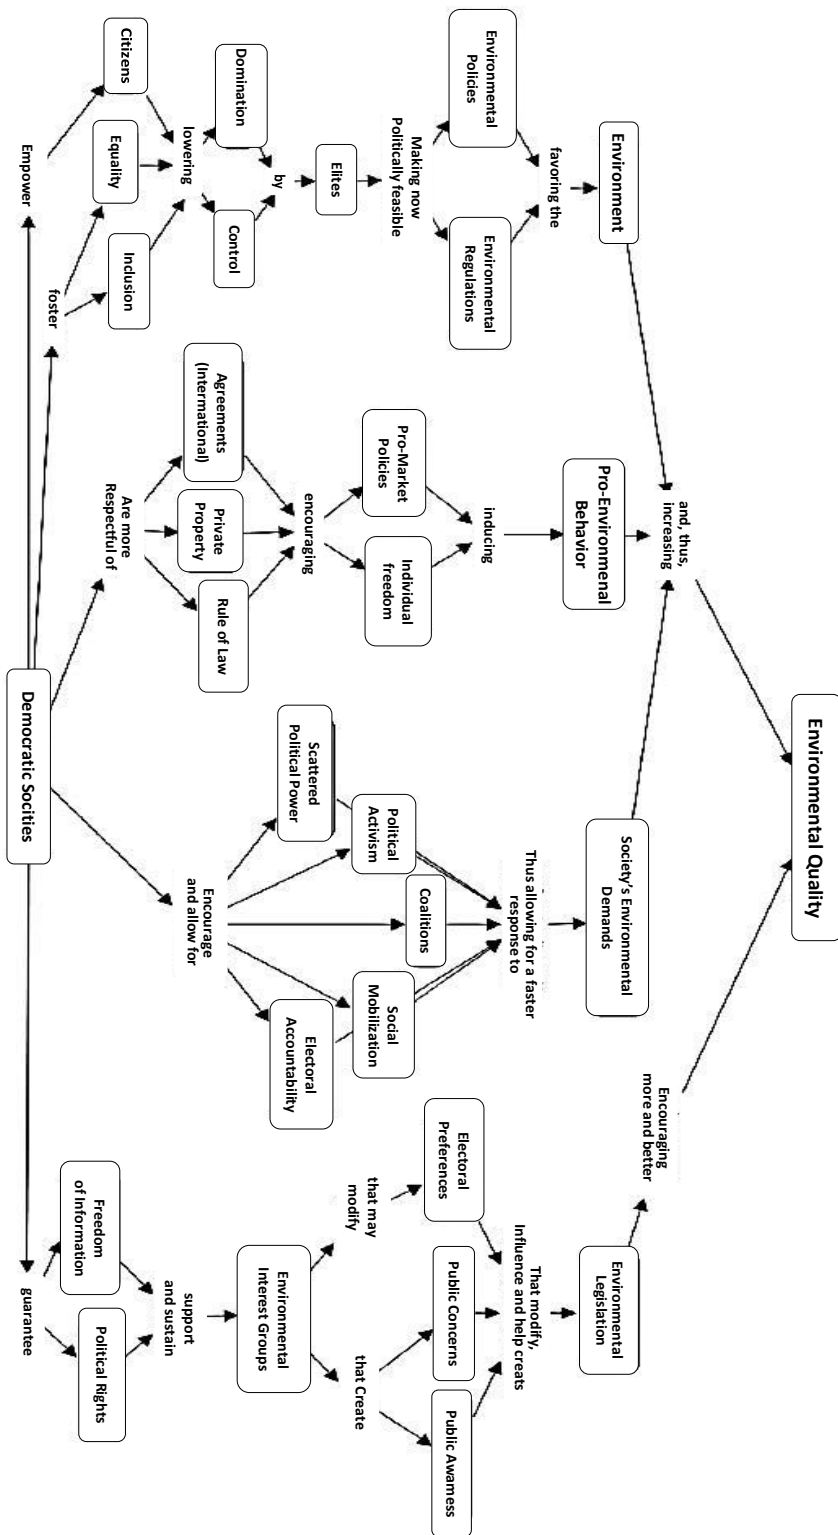 Environmental Quality
and, thus,
increasing
Encouraging
more and better
Environment
Pro-Environmenal
Behavior
Society's Environmental
Demands
Environmental
Legislation
favoring the
inducing
Thus allowing for a faster
response to
That modify,
Influence and help creats
Environmental
Policies
Environmental
Regulations
Pro-Market
Policies
Individual
freedom
Coalitions
Electoral
Preferences
Public Concerns
Public Awarness
Making now
Politically feasible
Political
Activism
Social
Mobilization
that may
modify
that Create
Elites
encouraging
Scattered
Political Power
Electoral
Accountability
Environmental
Interest Groups
by
Domination
Control
Agreements
(International)
Private
Property
Rule of Law
lowering
Encourage
and allow for
support
and sustain
Citizens
Equality
Inclusion
Are more
Respectful of
Freedom
of Information
Political Rights
Empower
foster
Democratic Socities
guarantee